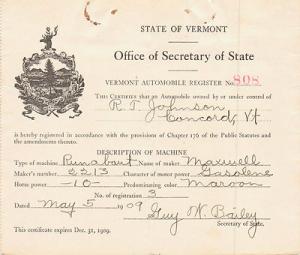 STATE OF VERMONT
Office of Secretary of State
VERMONT AUTOMOBILE REGISTER NO. 808
THIS CERTIFIES that an Automobile owned by or under control of
R. T. Johnson,
Concord, Vt
is hereby registered in accordance with the provisions of Chapter 176 of the Public Statutes and
the amendments thereto.
DESCRIPTION OF MACHINE
Type of machine Runabout Name of maker Maxwell
Maker's number 2213 Character of motor power Gasolene
Horse power -10- Predominating color Maroon
No. of registration 3
Dated May 5 1909
Guy W. Bailey
Secretary of State.
This certificate expires Dec. 31, 1909.